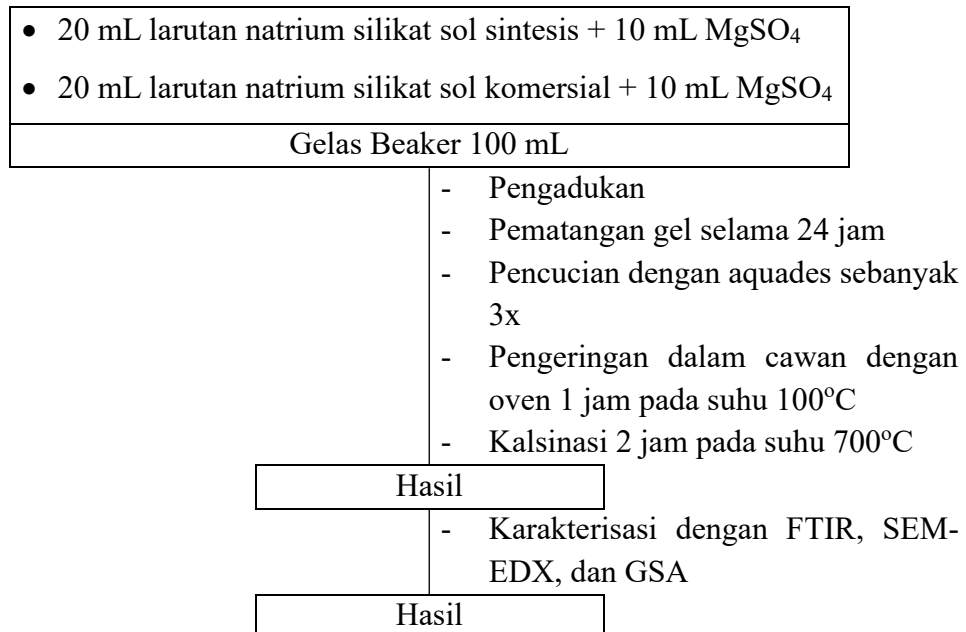 • 20 mL larutan natrium silikat sol sintesis + 10 mL MgSO₄
• 20 mL larutan natrium silikat sol komersial + 10 mL MgSO₄
Gelas Beaker 100 mL
- Pengadukan
- Pematangan gel selama 24 jam
- Pencucian dengan aquades sebanyak
3x
- Pengeringan dalam cawan dengan
oven 1 jam pada suhu 100°C
- Kalsinasi 2 jam pada suhu 700°C
Hasil
- Karakterisasi dengan FTIR, SEM-
EDX, dan GSA
Hasil